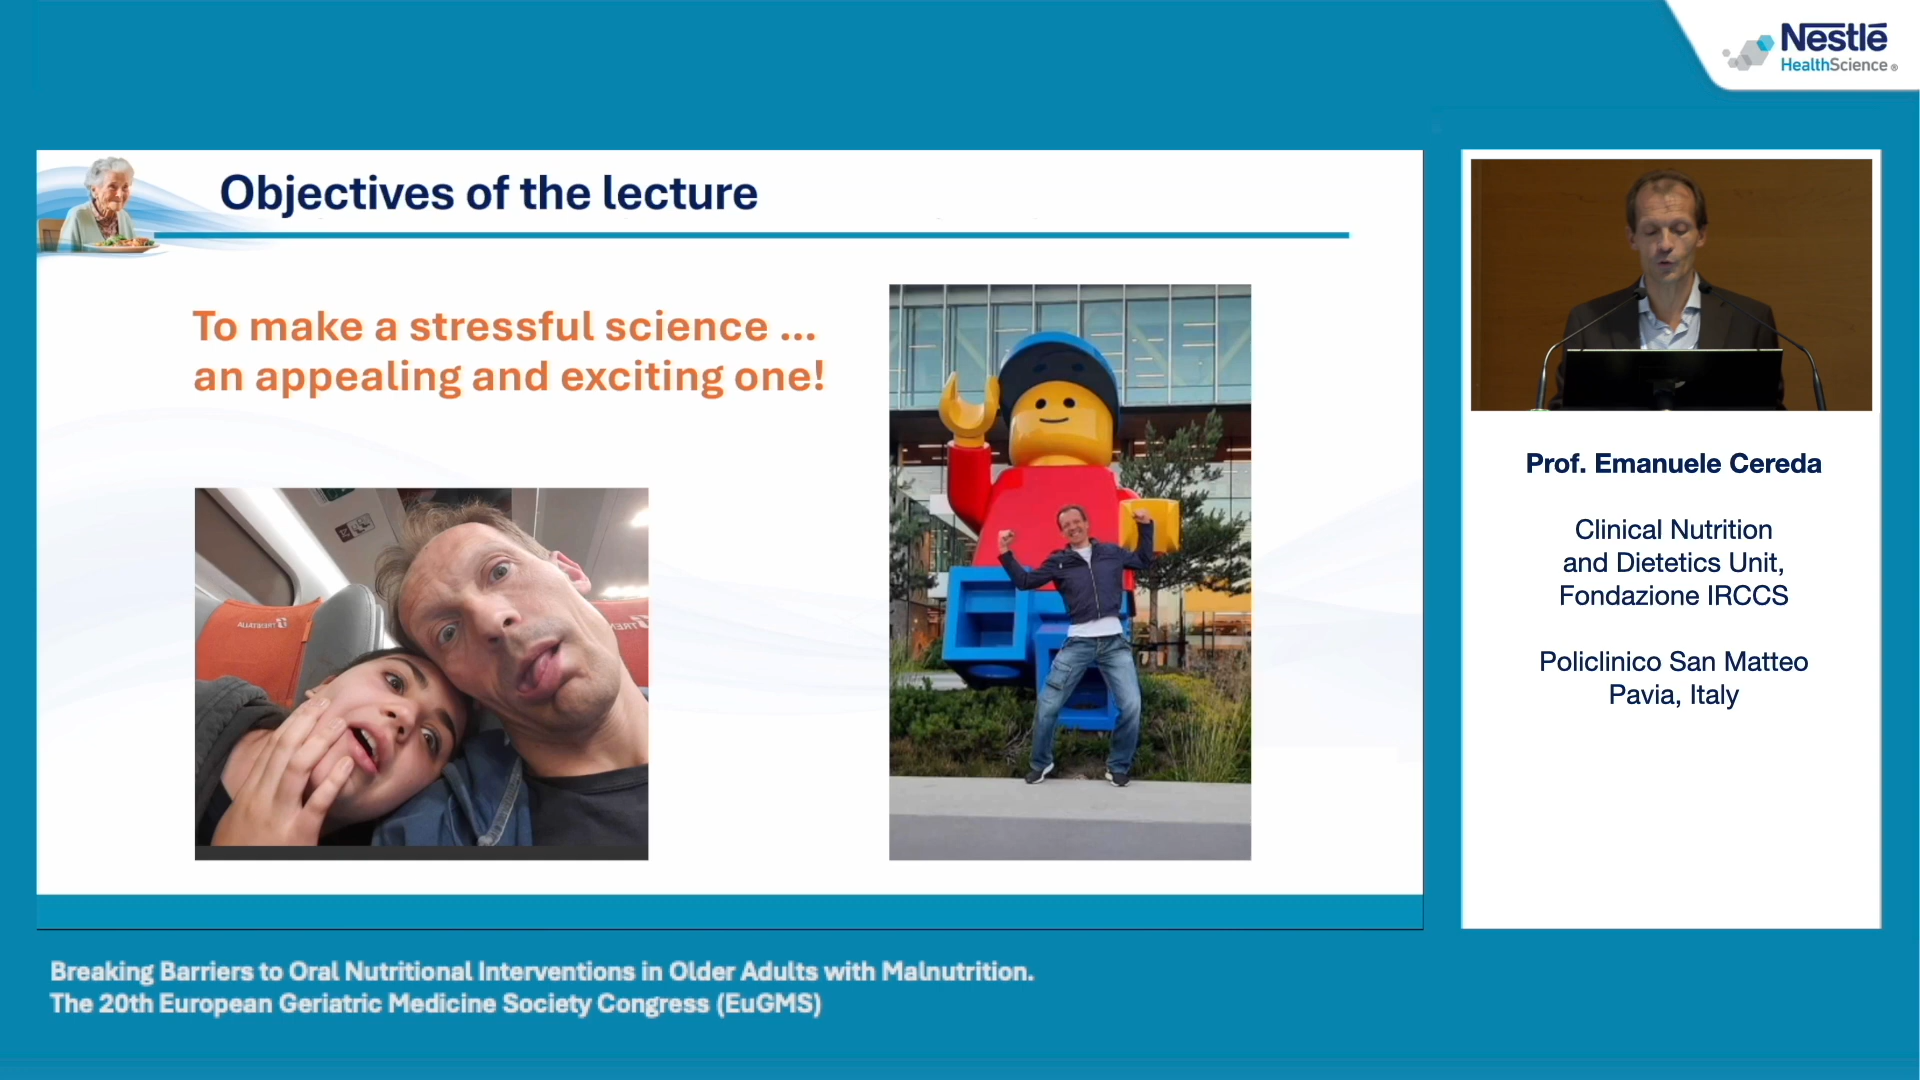 Nestlé
HealthScience®
Objectives of the lecture
To make a stressful science ...
an appealing and exciting one!
TRENITALIA
Prof. Emanuele Cereda
Clinical Nutrition
and Dietetics Unit,
Fondazione IRCCS
Policlinico San Matteo
Pavia, Italy
Breaking Barriers to Oral Nutritional Interventions in Older Adults with Malnutrition.
The 20th European Geriatric Medicine Society Congress (EuGMS)